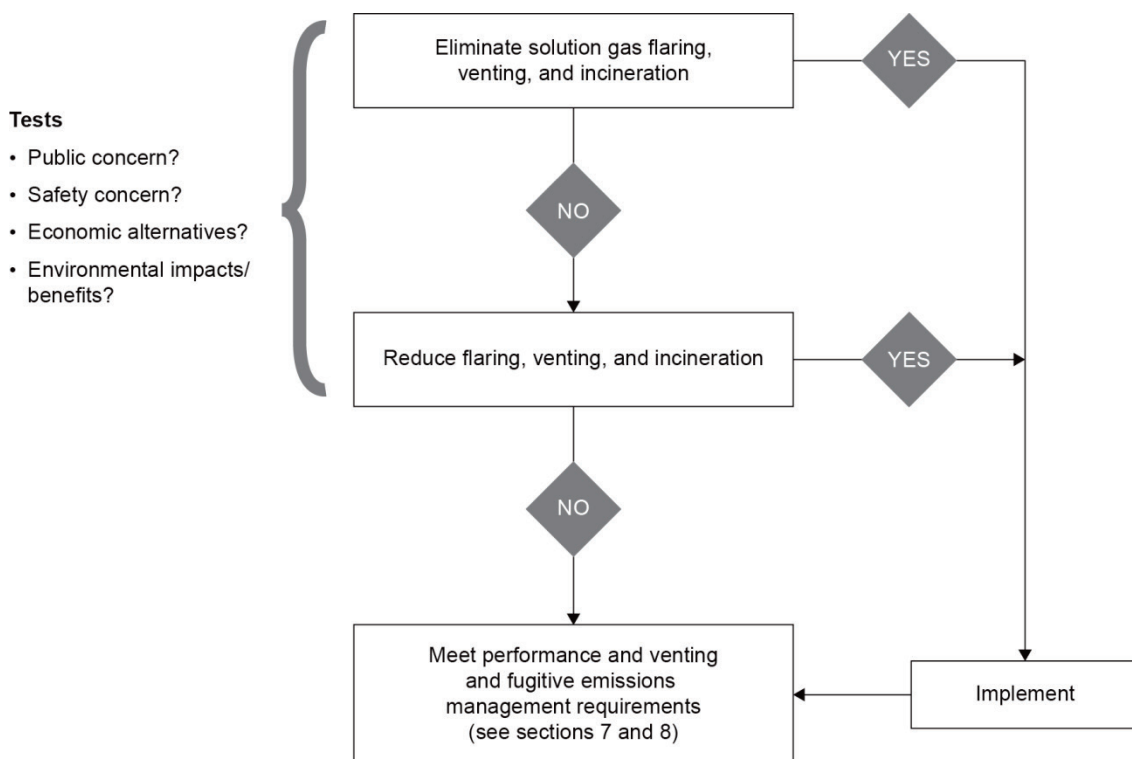 Eliminate solution gas flaring,
venting, and incineration
YES
Tests
• Public concern?
• Safety concern?
• Economic alternatives?
• Environmental impacts/
benefits?
NO
Reduce flaring, venting, and incineration
YES
NO
Meet performance and venting
and fugitive emissions
management requirements
(see sections 7 and 8)
Implement